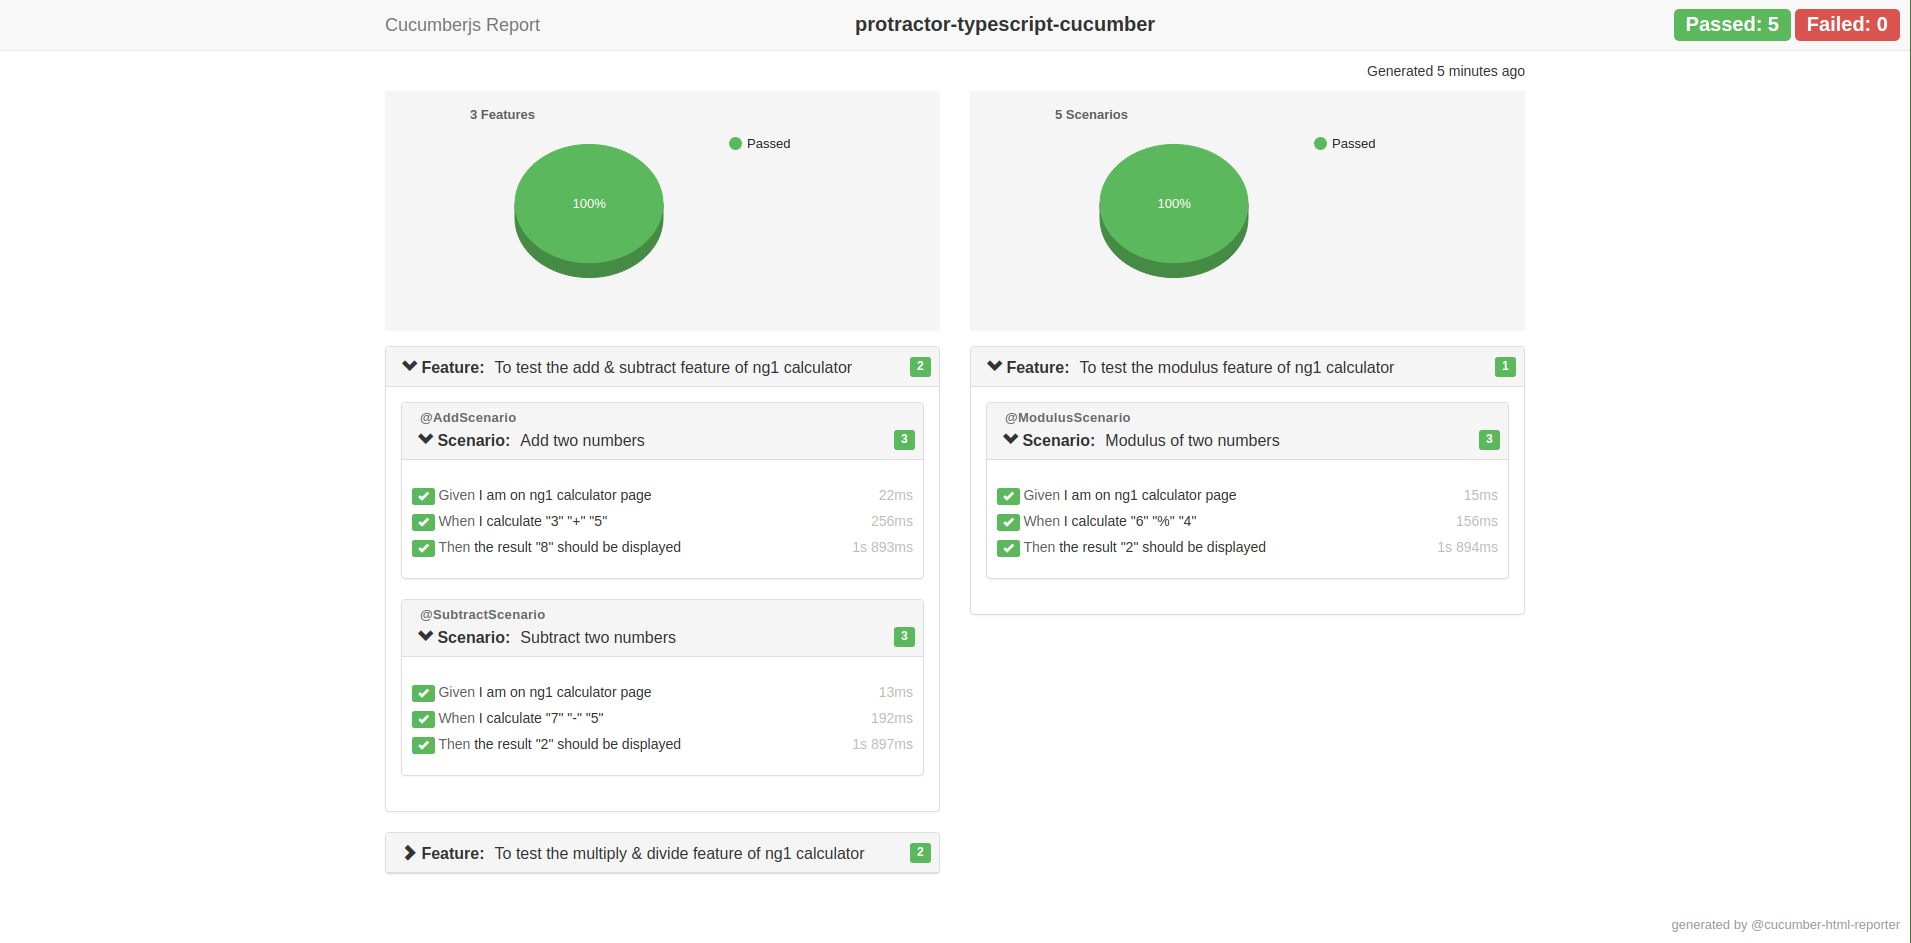 Cucumberjs Report
protractor-typescript-cucumber
Passed: 5
Failed: 0
Generated 5 minutes ago
3 Features
Passed
100%
5 Scenarios
Passed
100%
Feature: To test the add & subtract feature of ng1 calculator 2
@AddScenario
Scenario: Add two numbers 3
Given I am on ng1 calculator page 22ms
When I calculate "3" "+" "5" 256ms
Then the result "8" should be displayed 1s 893ms
@SubtractScenario
Scenario: Subtract two numbers 3
Given I am on ng1 calculator page 13ms
When I calculate "7" "-" "5" 192ms
Then the result "2" should be displayed 1s 897ms
Feature: To test the multiply & divide feature of ng1 calculator 2
Feature: To test the modulus feature of ng1 calculator 1
@ModulusScenario
Scenario: Modulus of two numbers 3
Given I am on ng1 calculator page 15ms
When I calculate "6" "%" "4" 156ms
Then the result "2" should be displayed 1s 894ms
generated by @cucumber-html-reporter